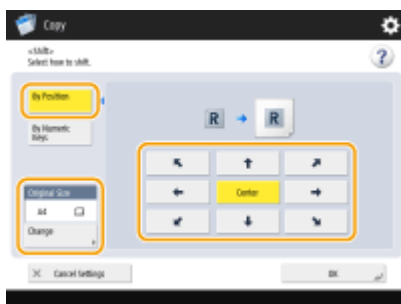 Copy
<Shift>
Select how to shift.
?
By Position
By Numeric
Keys
R
R
Center
Original Size
A4
Change
Cancel Settings
OK